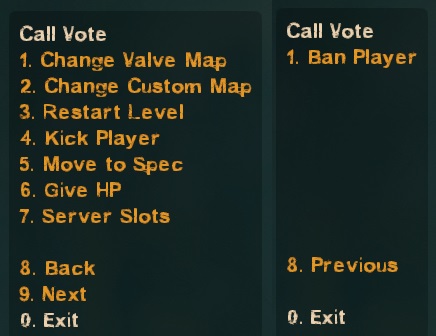 Call Vote
1. Change Valve Map
2. Change Custom Map
3. Restart Level
4. Kick Player
5. Move to Spec
6. Give HP
7. Server Slots
8. Back
9. Next
0. Exit
Call Vote
1. Ban Player
8. Previous
0. Exit